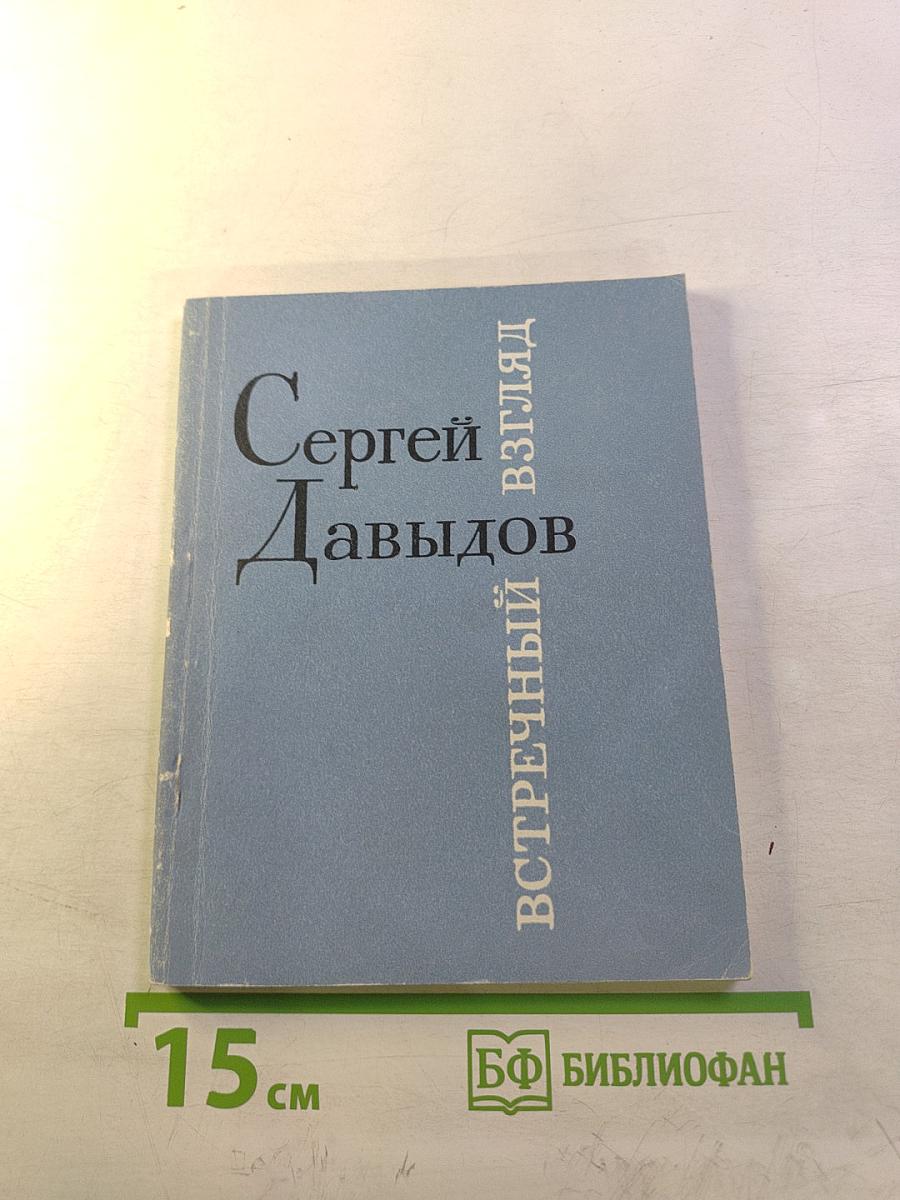 Сергей
Давыдов
ВСТРЕЧНЫЙ ВЗГЛЯД
15 см
БФ БИБЛИОФАН